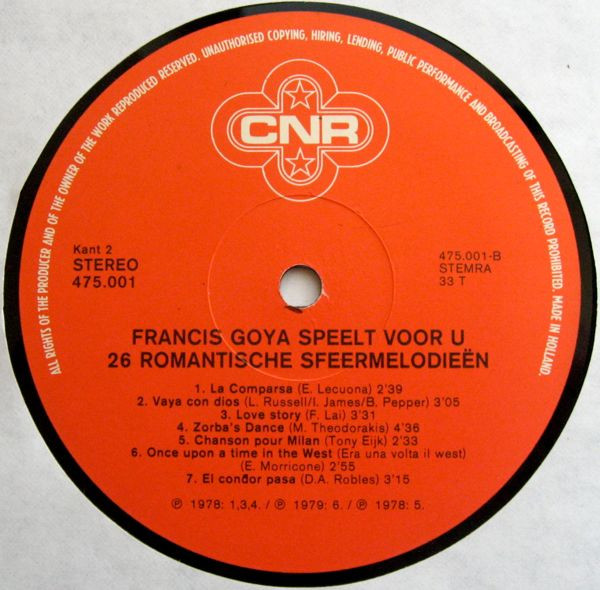 ALL RIGHTS OF THE PRODUCER AND OF THE OWNER OF THE WORK REPRODUCED RESERVED. UNAUTHORISED COPYING, HIRING, LENDING, PUBLIC PERFORMANCE AND BROADCASTING OF THIS RECORD PROHIBITED. MADE IN HOLLAND.
CNR
Kant 2
STEREO
475.001
475.001-B
STEMRA
33 T
FRANCIS GOYA SPEELT VOOR U
26 ROMANTISCHE SFEERMELODIEËN
1. La Comparsa (E. Lecuona) 2'39
2. Vaya con dios (L. Russell/I. James/B. Pepper) 3'05
3. Love story (F. Lai) 3'31
4. Zorba's Dance (M. Theodorakis) 4'36
5. Chanson pour Milan (Tony Eijk) 2'33
6. Once upon a time in the West (Era una volta il west)
(E. Morricone) 2'55
7. El condor pasa (D.A. Robles) 3'15
℗ 1978: 1,3,4. / ℗ 1979: 6. / ℗ 1978: 5.